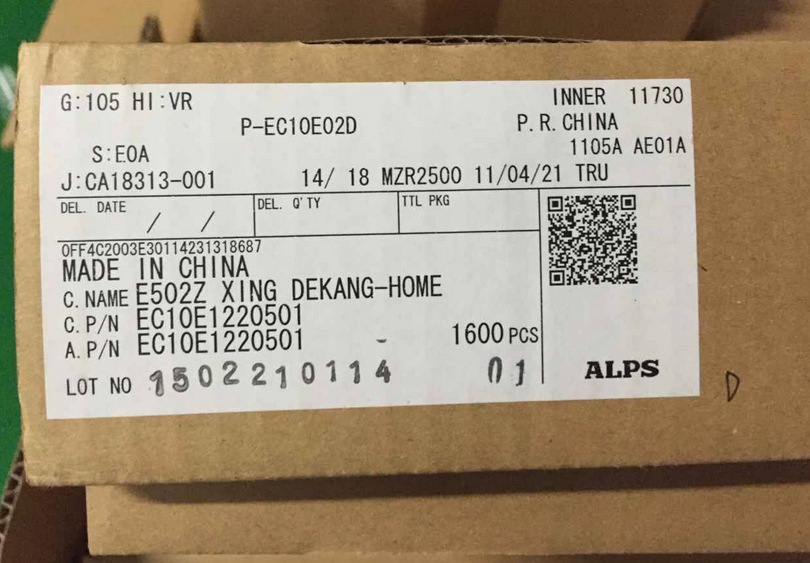 G:105 HI:VR INNER 11730
P-EC10E02D P.R.CHINA
S:E0A 1105A AE01A
J:CA18313-001 14/ 18 MZR2500 11/04/21 TRU
DEL. DATE / / DEL. Q'TY TTL PKG
0FF4C2003E30114231318687
MADE IN CHINA
C. NAME E502Z XING DEKANG-HOME
C. P/N EC10E1220501
A. P/N EC10E1220501 - 1600 PCS
LOT NO 1502210114 01 ALPS
D